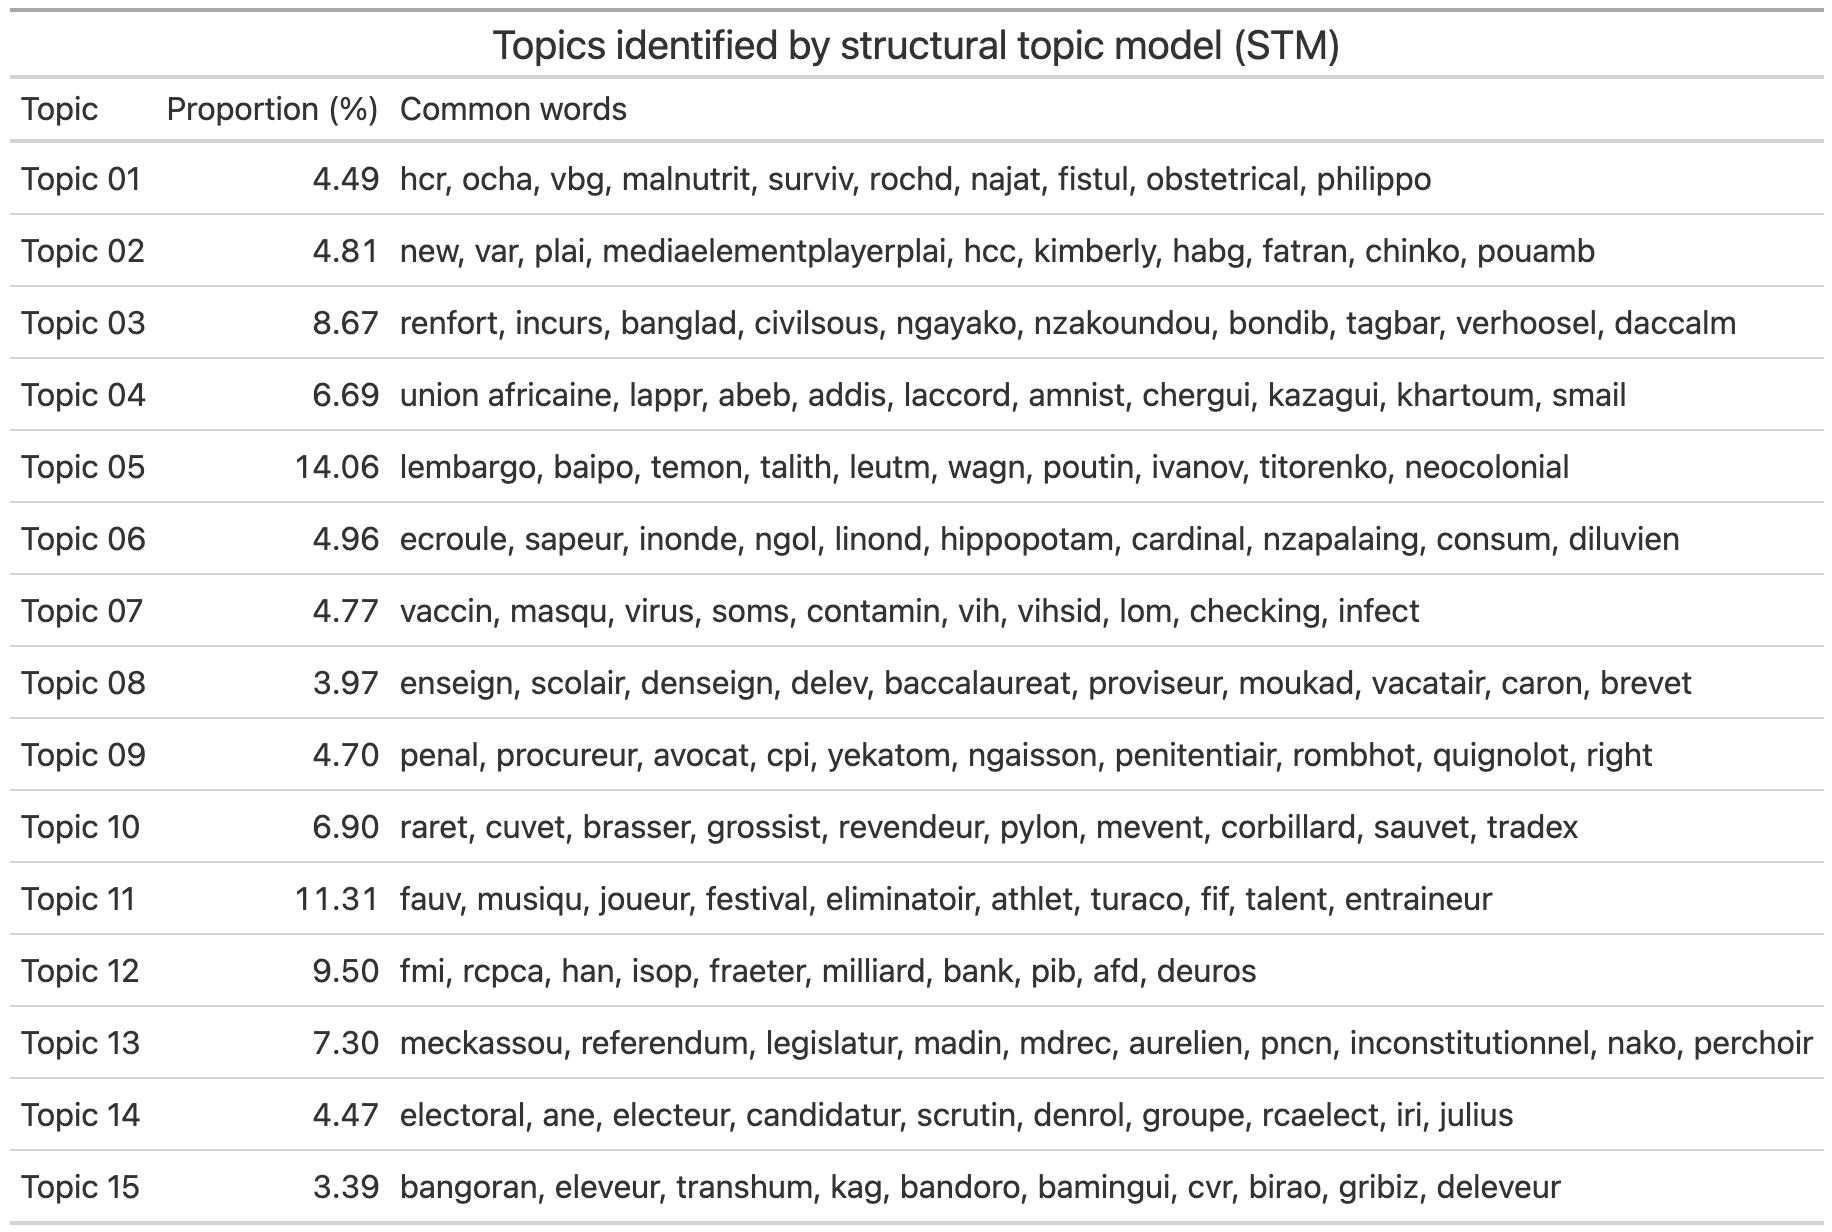 Topics identified by structural topic model (STM)
Topic Proportion (%) Common words
Topic 01 4.49 hcr, ocha, vbg, malnutrit, surviv, rochd, najat, fistul, obstetrical, philippo
Topic 02 4.81 new, var, plai, mediaelementplayerplai, hcc, kimberly, habg, fatran, chinko, pouamb
Topic 03 8.67 renfort, incurs, banglad, civilsous, ngayako, nzakoundou, bondib, tagbar, verhoosel, daccalm
Topic 04 6.69 union africaine, lappr, abeb, addis, laccord, amnist, chergui, kazagui, khartoum, smail
Topic 05 14.06 lembargo, baipo, temon, talith, leutm, wagn, poutin, ivanov, titorenko, neocolonial
Topic 06 4.96 ecroule, sapeur, inonde, ngol, linond, hippopotam, cardinal, nzapalaing, consum, diluvien
Topic 07 4.77 vaccin, masqu, virus, soms, contamin, vih, vihsid, lom, checking, infect
Topic 08 3.97 enseign, scolair, denseign, delev, baccalaureat, proviseur, moukad, vacatair, caron, brevet
Topic 09 4.70 penal, procureur, avocat, cpi, yekatom, ngaisson, penitentiair, rombhot, quignolot, right
Topic 10 6.90 raret, cuvet, brasser, grossist, revendeur, pylon, mevent, corbillard, sauvet, tradex
Topic 11 11.31 fauv, musiqu, joueur, festival, eliminatoir, athlet, turaco, fif, talent, entraineur
Topic 12 9.50 fmi, rcpca, han, isop, fraeter, milliard, bank, pib, afd, deuros
Topic 13 7.30 meckassou, referendum, legislatur, madin, mdrec, aurelien, pncn, inconstitutionnel, nako, perchoir
Topic 14 4.47 electoral, ane, electeur, candidatur, scrutin, denrol, groupe, rcaelect, iri, julius
Topic 15 3.39 bangoran, eleveur, transhum, kag, bandoro, bamingui, cvr, birao, gribiz, deleveur